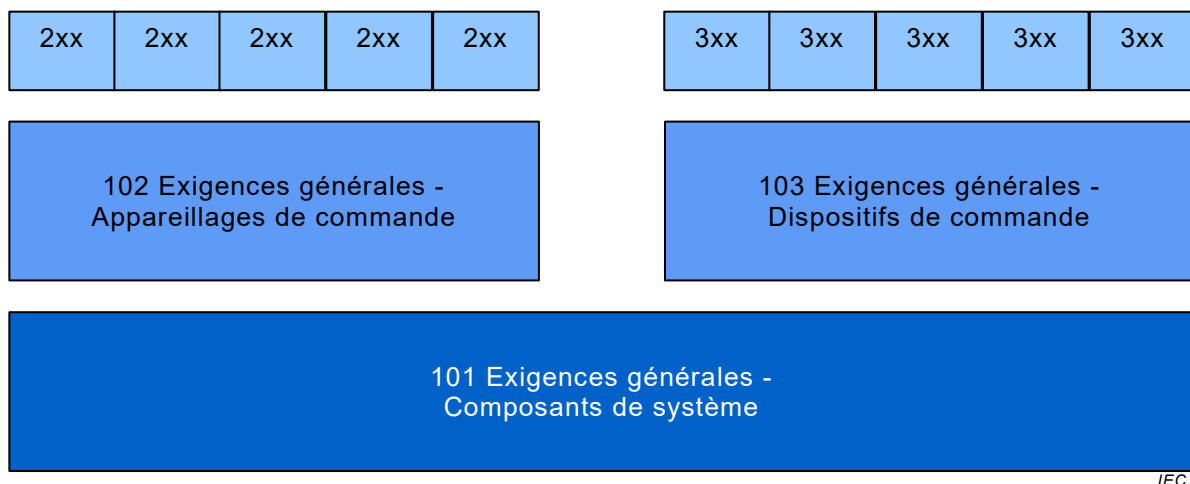 2xx 2xx 2xx 2xx 2xx 3xx 3xx 3xx 3xx 3xx
102 Exigences générales -
Appareillages de commande
103 Exigences générales -
Dispositifs de commande
101 Exigences générales -
Composants de système
IEC